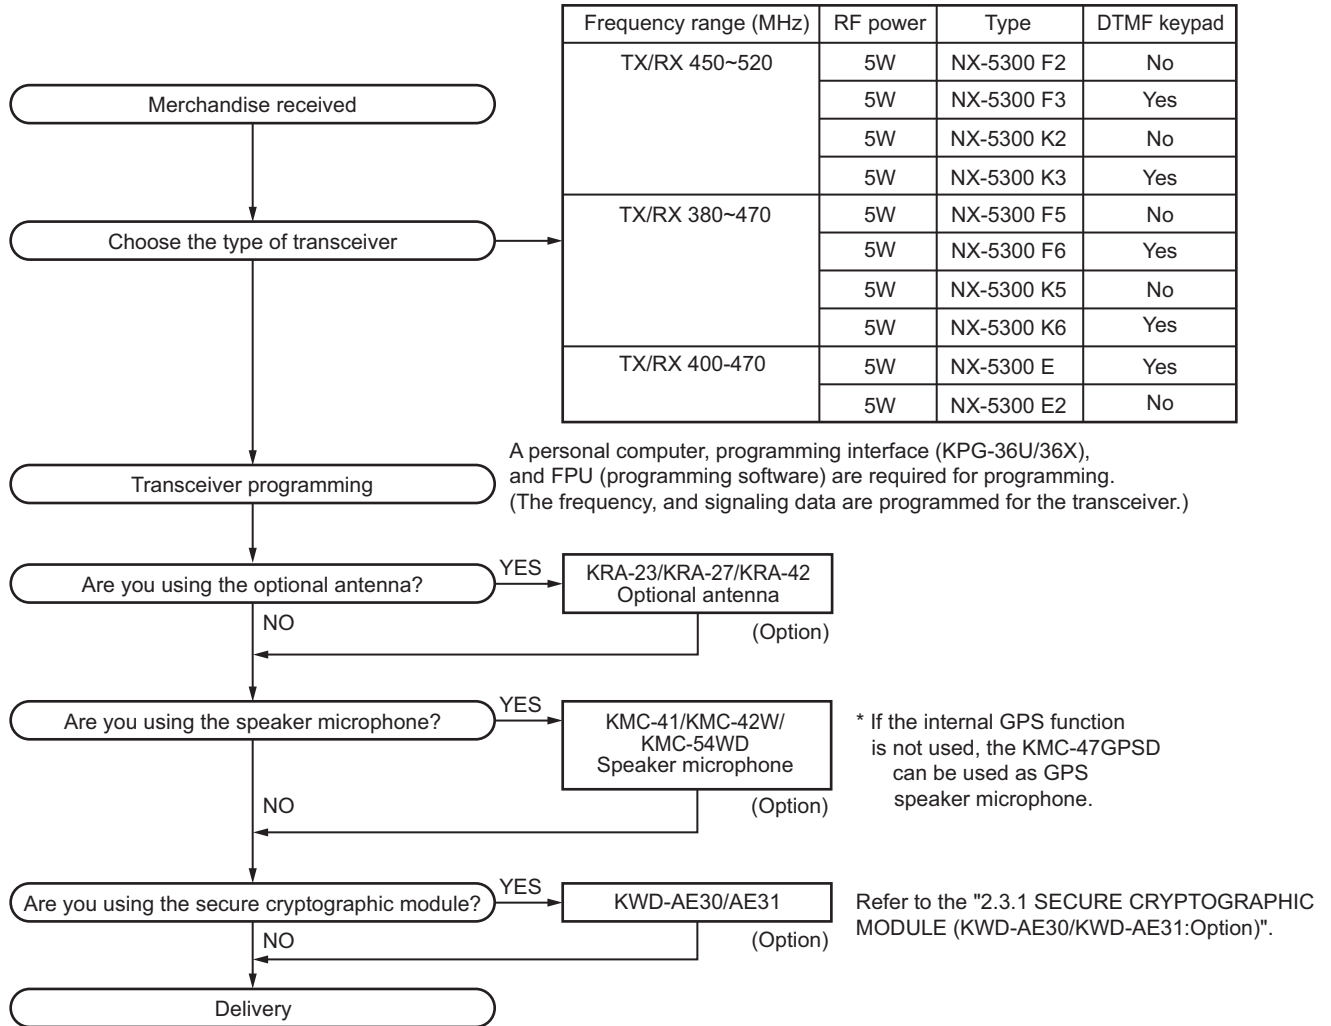 Merchandise received
Choose the type of transceiver
Frequency range (MHz) RF power Type DTMF keypad
TX/RX 450~520 5W NX-5300 F2 No
5W NX-5300 F3 Yes
5W NX-5300 K2 No
5W NX-5300 K3 Yes
TX/RX 380~470 5W NX-5300 F5 No
5W NX-5300 F6 Yes
5W NX-5300 K5 No
5W NX-5300 K6 Yes
TX/RX 400-470 5W NX-5300 E Yes
5W NX-5300 E2 No
Transceiver programming
A personal computer, programming interface (KPG-36U/36X),
and FPU (programming software) are required for programming.
(The frequency, and signaling data are programmed for the transceiver.)
Are you using the optional antenna?
YES
KRA-23/KRA-27/KRA-42
Optional antenna
(Option)
NO
Are you using the speaker microphone?
YES
KMC-41/KMC-42W/
KMC-54WD
Speaker microphone
(Option)
* If the internal GPS function
is not used, the KMC-47GPSD
can be used as GPS
speaker microphone.
NO
Are you using the secure cryptographic module?
YES
KWD-AE30/AE31
(Option)
Refer to the "2.3.1 SECURE CRYPTOGRAPHIC
MODULE (KWD-AE30/KWD-AE31:Option)".
NO
Delivery